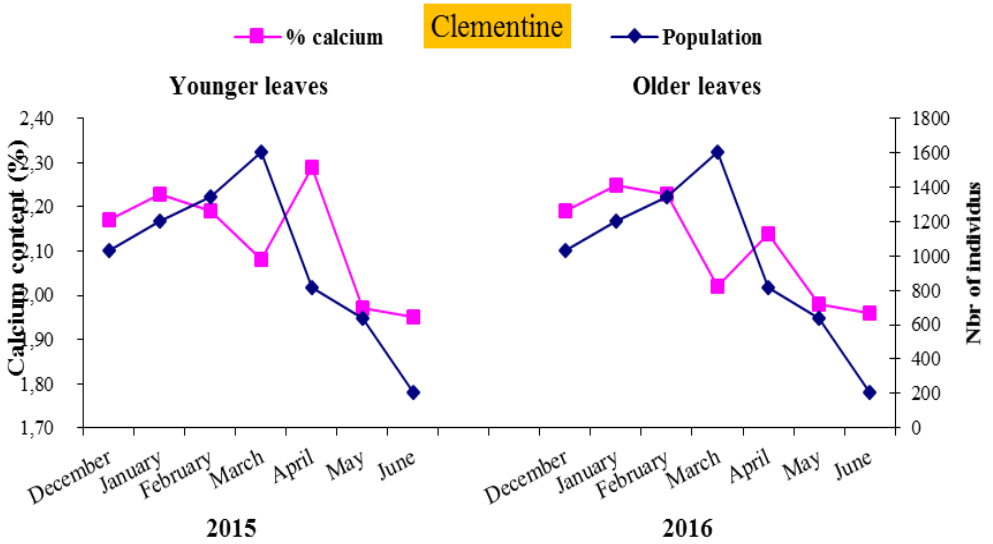 Clementine
% calcium
Population
Younger leaves
Older leaves
Calcium content (%)
2,40
2,30
2,20
2,10
2,00
1,90
1,80
1,70
1800
1600
1400
1200
1000
800
600
400
200
0
Nbr of individus
December
January
February
March
April
May
June
December
January
February
March
April
May
June
2015
2016